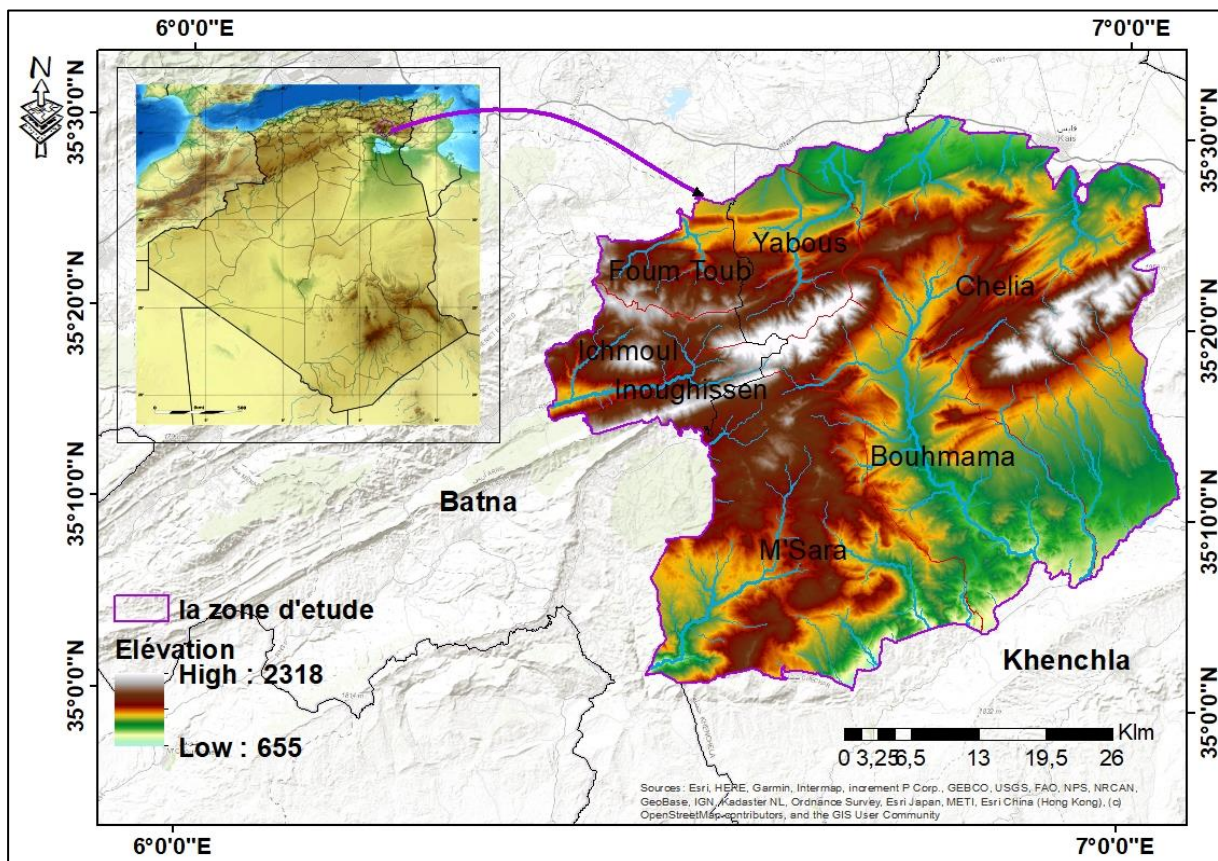 6°0'0"E
7°0'0"E
N
35°30'0"N
35°30'0"N
قايس
Kais
Yabous
Foum Toub
Chelia
35°20'0"N
35°20'0"N
Ichmoul
Inoughissen
Bouhmama
35°10'0"N
35°10'0"N
Batna
M'Sara
la zone d'etude
Elévation
High : 2318
Low : 655
Khenchla
35°0'0"N
35°0'0"N
Klm
0 3,25 6,5 13 19,5 26
Sources: Esri, HERE, Garmin, Intermap, increment P Corp., GEBCO, USGS, FAO, NPS, NRCAN,
GeoBase, IGN, Kadaster NL, Ordnance Survey, Esri Japan, METI, Esri China (Hong Kong), (c)
OpenStreetMap contributors, and the GIS User Community
6°0'0"E
7°0'0"E